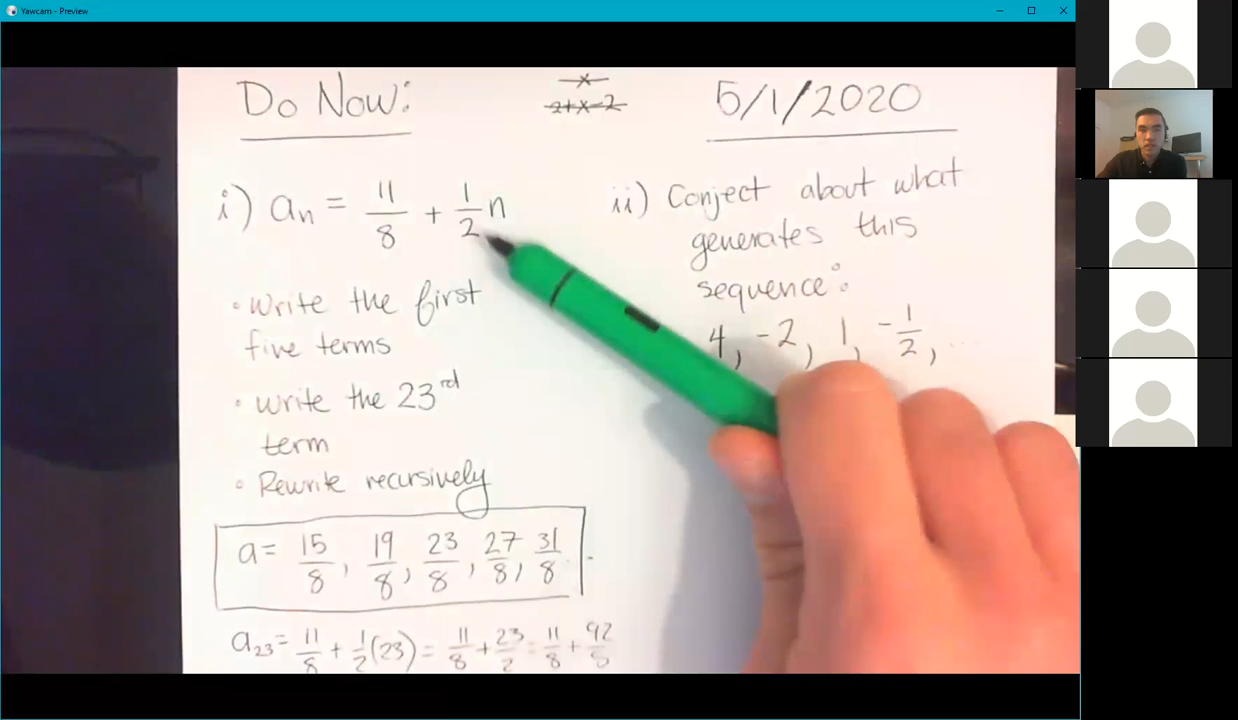 Yawcam - Preview
Do Now:
x
2+x-2
5/1/2020
i) an = 11/8 + 1/2 n
• Write the first
five terms
• Write the 23rd
term
• Rewrite recursively
a = 15/8, 19/8, 23/8, 27/8, 31/8
a23 = 11/8 + 1/2 (23) = 11/8 + 23/2 = 11/8 + 92/8
ii) Conject about what
generates this
sequence:
4, -2, 1, -1/2, ...